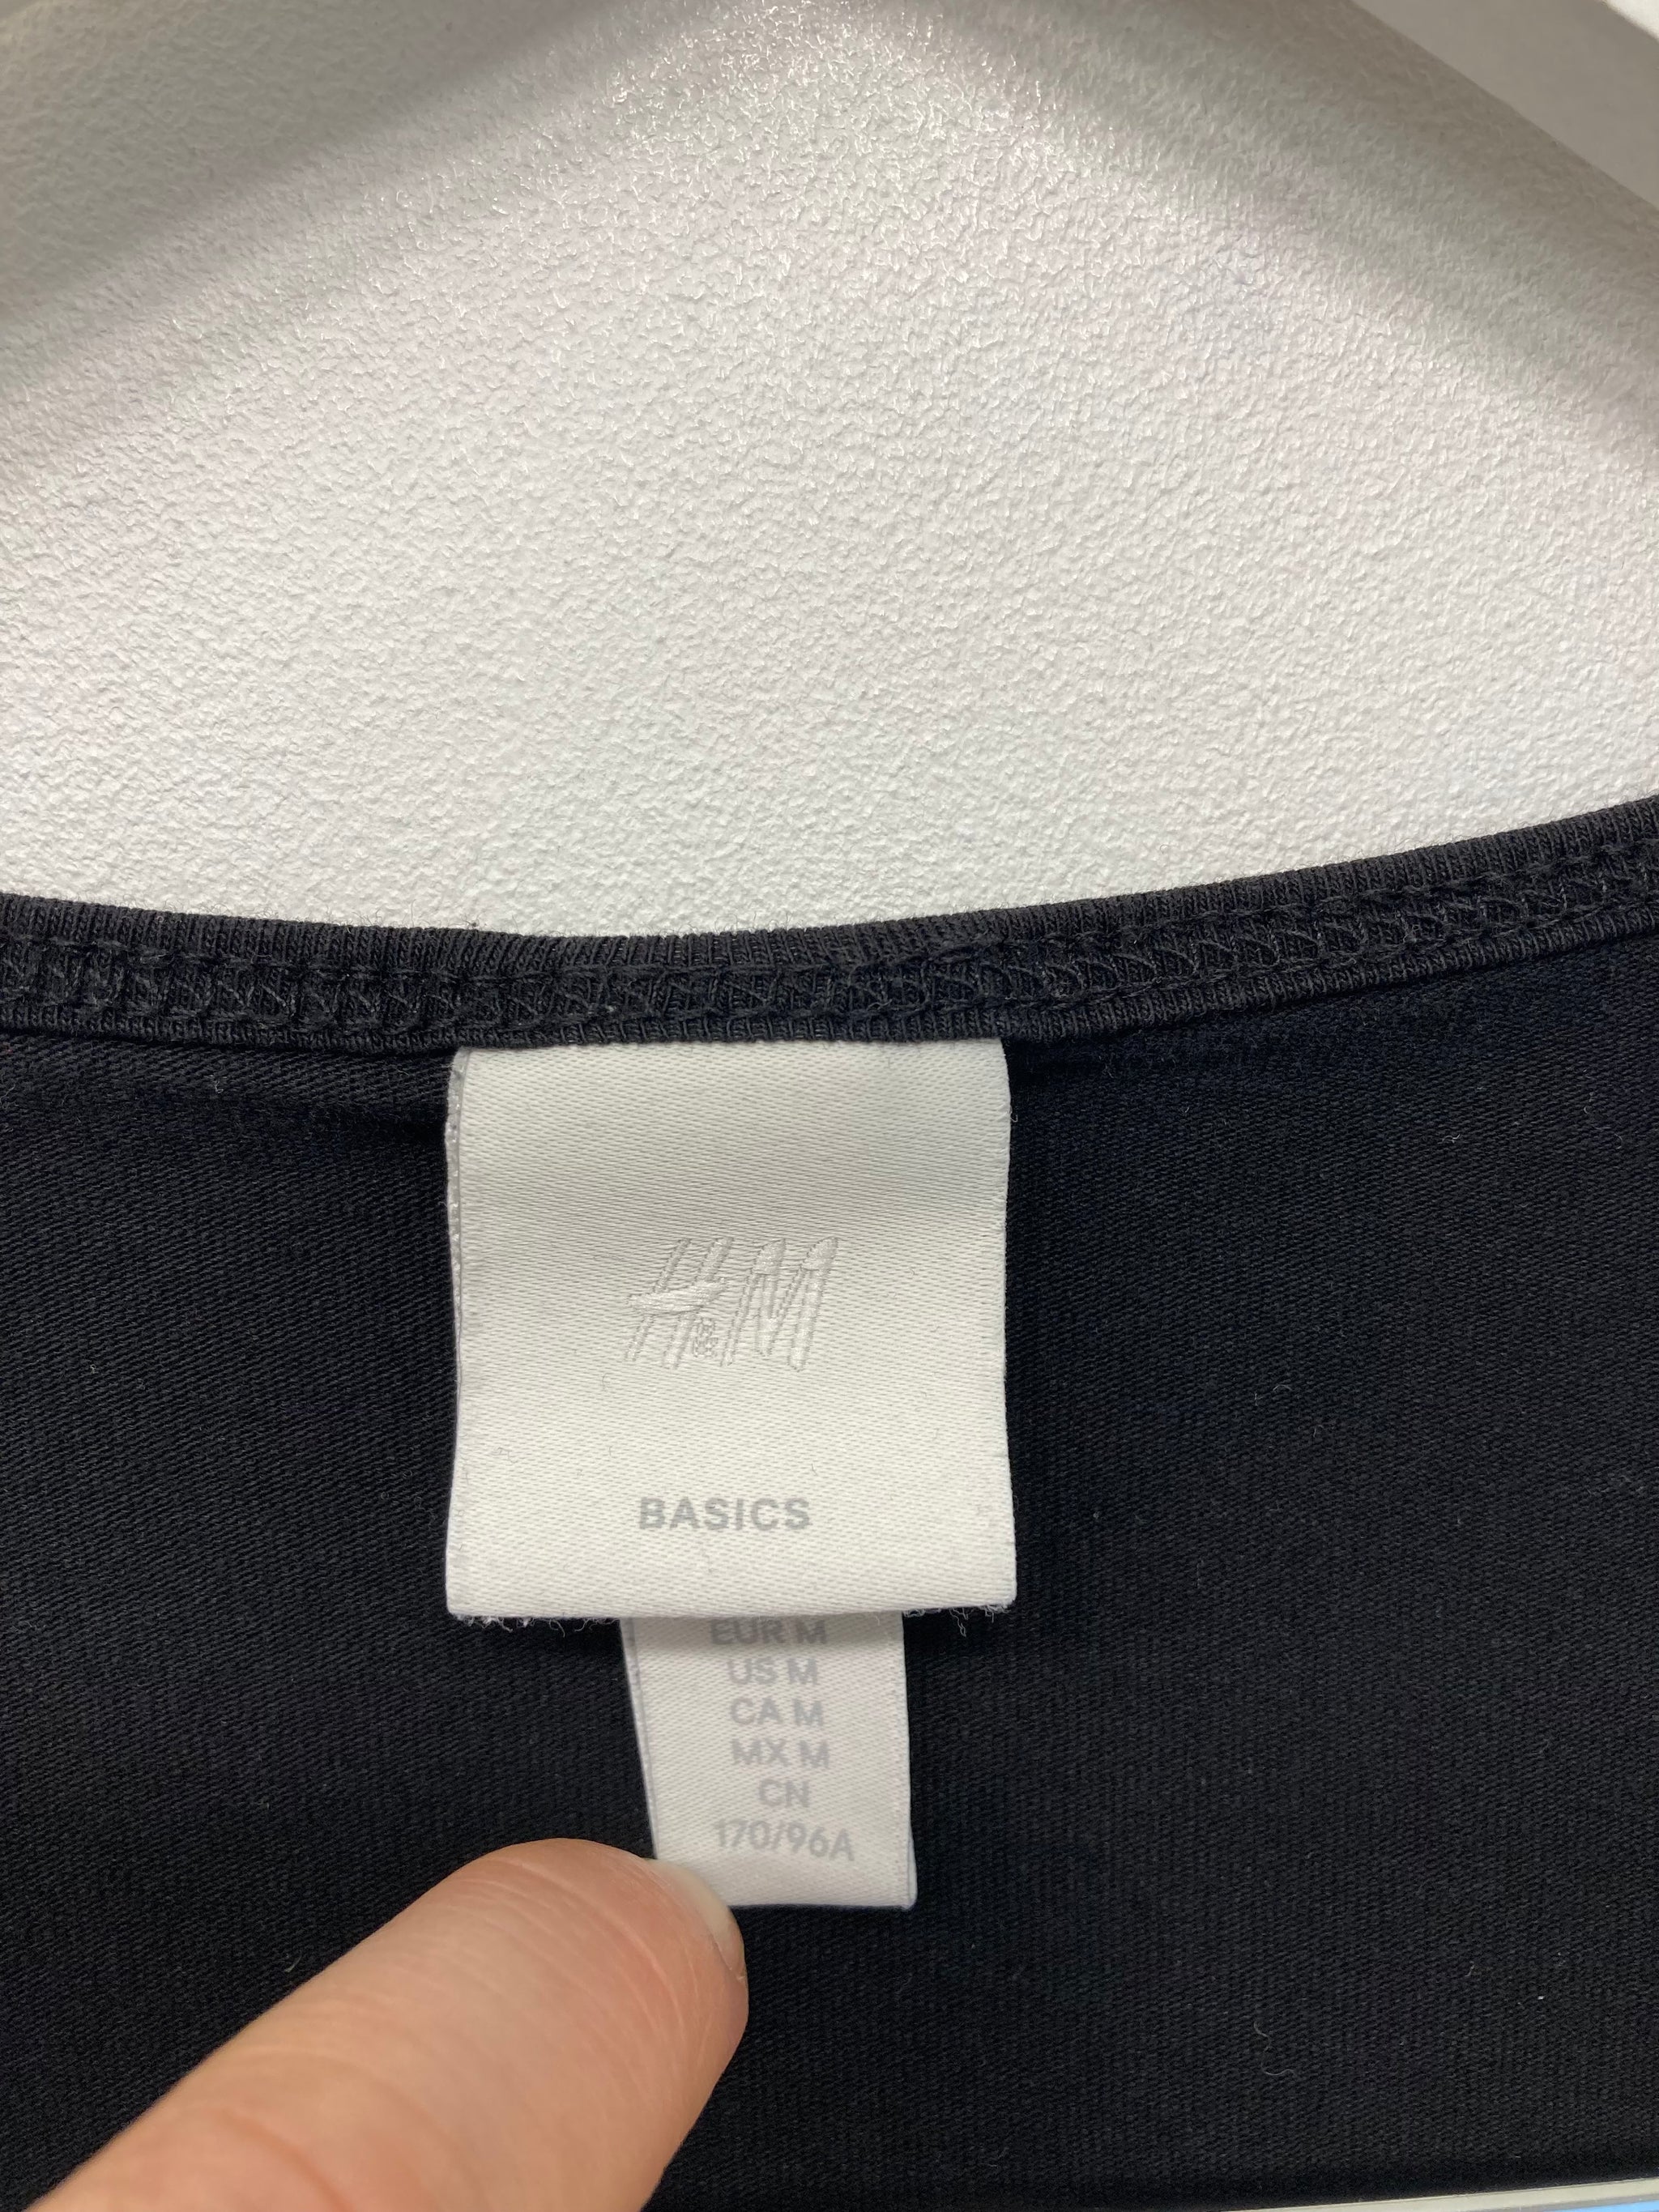 H&M
BASICS
EUR M
US M
CA M
MX M
CN
170/96A